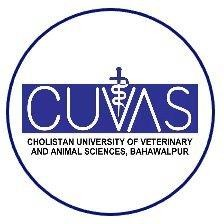 CUVAS
CHOLISTAN UNIVERSITY OF VETERINARY
AND ANIMAL SCIENCES, BAHAWALPUR